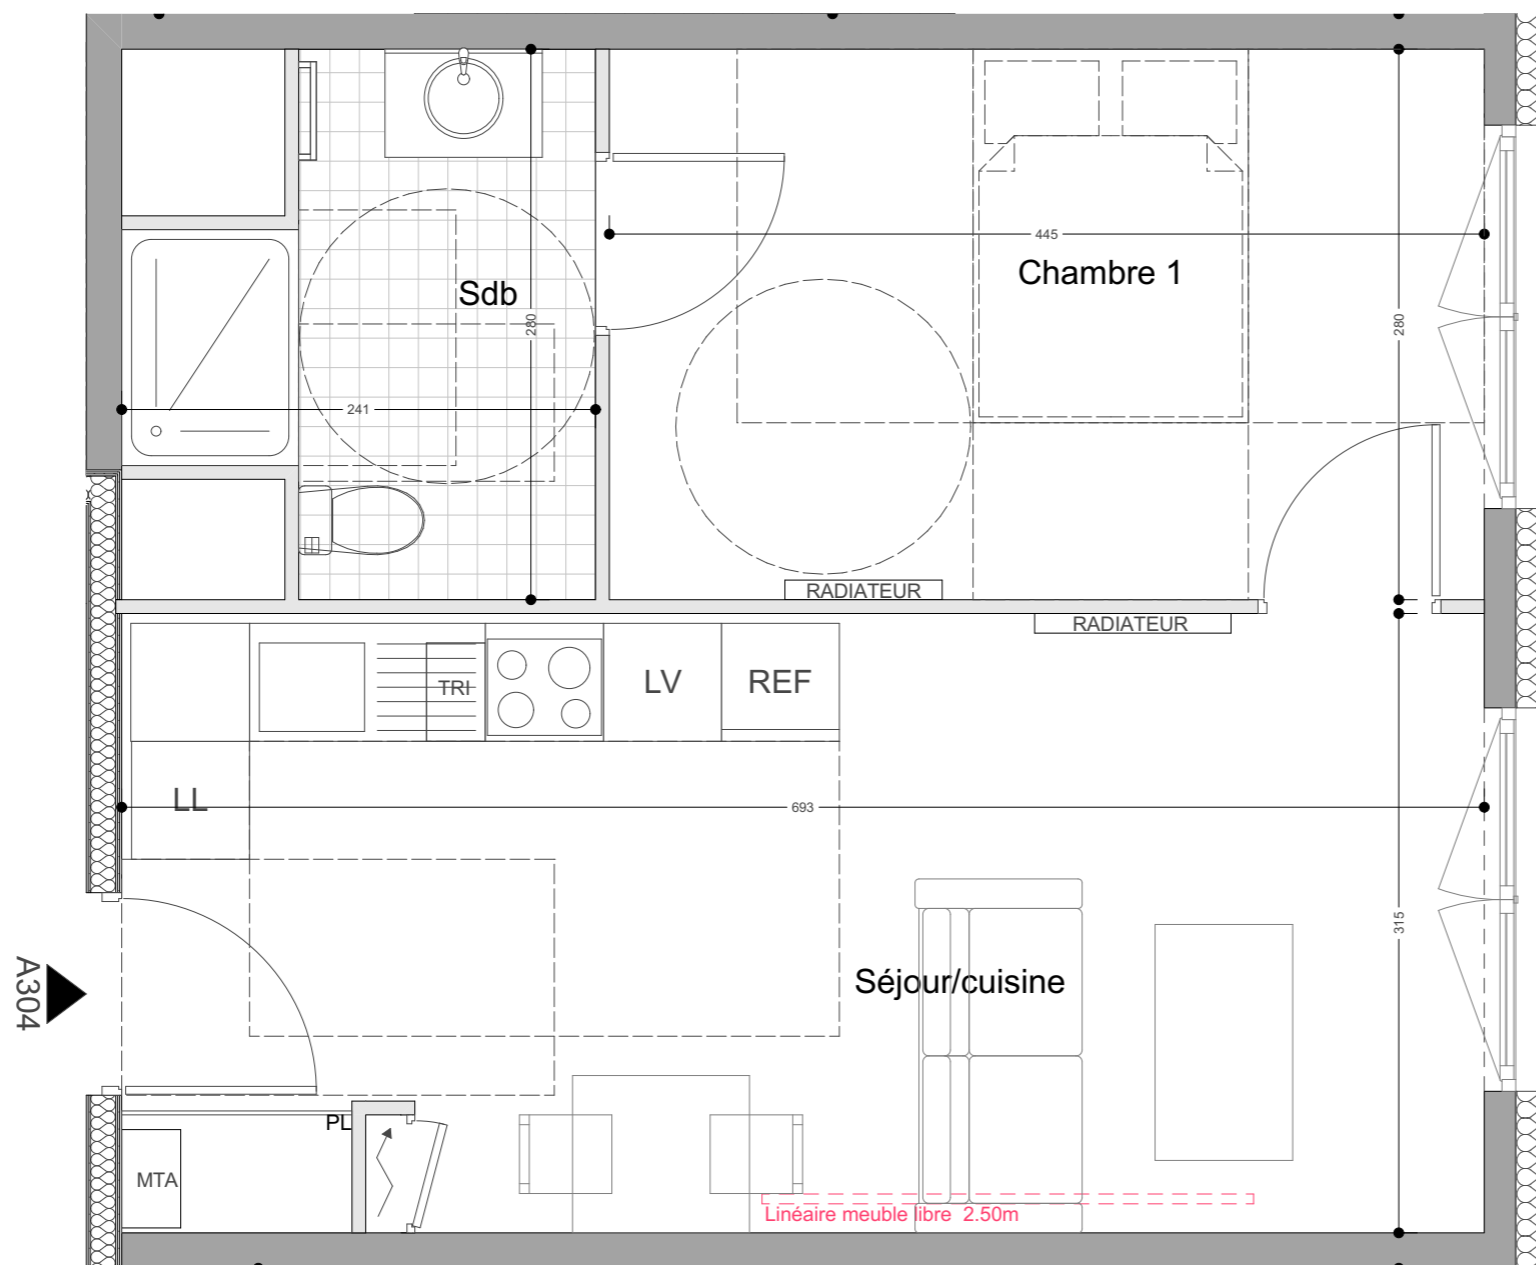 445
Chambre 1
Sdb
280
280
241
RADIATEUR
RADIATEUR
TRI
LV
REF
LL
693
315
A304
Séjour/cuisine
PL
MTA
Linéaire meuble libre 2.50m